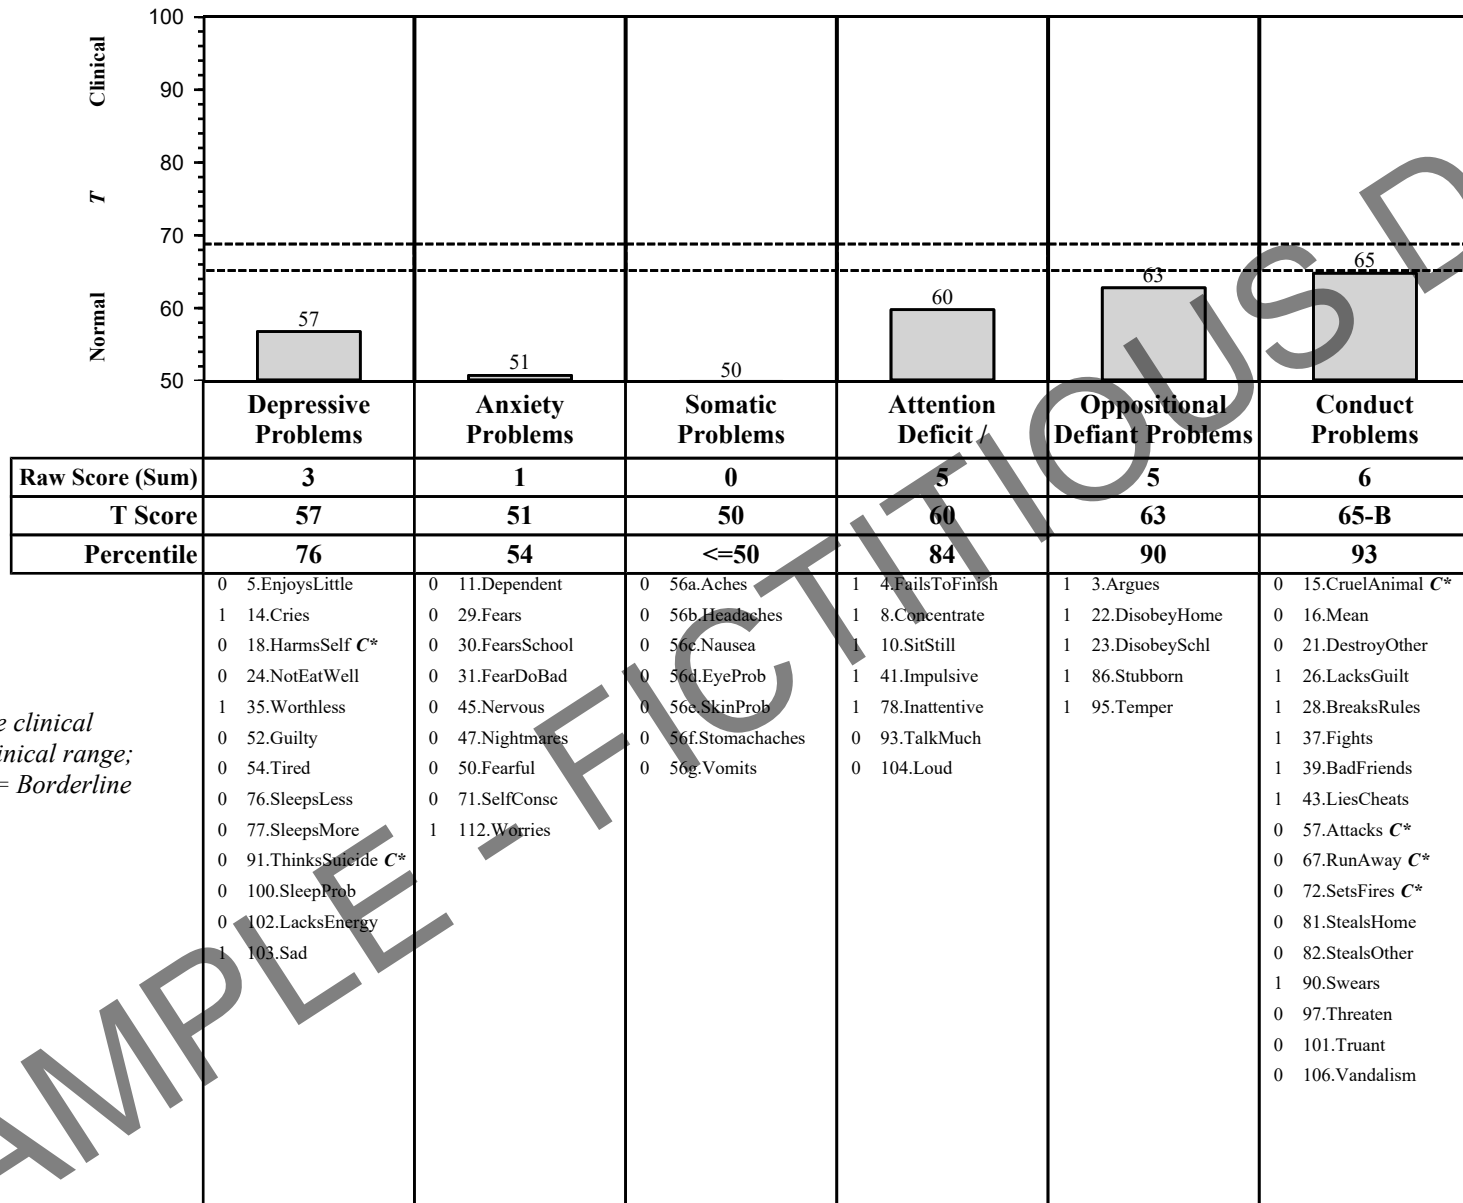 100
90
80
70
60
50
Clinical
T
Normal
57
51
50
60
63
65
Depressive
Problems
Anxiety
Problems
Somatic
Problems
Attention
Deficit /
Oppositional
Defiant Problems
Conduct
Problems
Raw Score (Sum) 3 1 0 5 5 6
T Score 57 51 50 60 63 65-B
Percentile 76 54 <=50 84 90 93
0 5.EnjoysLittle
1 14.Cries
0 18.HarmsSelf C*
0 24.NotEatWell
1 35.Worthless
0 52.Guilty
0 54.Tired
0 76.SleepsLess
0 77.SleepsMore
0 91.ThinksSuicide C*
0 100.SleepProb
0 102.LacksEnergy
1 103.Sad
0 11.Dependent
0 29.Fears
0 30.FearsSchool
0 31.FearDoBad
0 45.Nervous
0 47.Nightmares
0 50.Fearful
0 71.SelfConsc
1 112.Worries
0 56a.Aches
0 56b.Headaches
0 56c.Nausea
0 56d.EyeProb
0 56e.SkinProb
0 56f.Stomachaches
0 56g.Vomits
1 4.FailsToFinish
1 8.Concentrate
1 10.SitStill
1 41.Impulsive
1 78.Inattentive
0 93.TalkMuch
0 104.Loud
1 3.Argues
1 22.DisobeyHome
1 23.DisobeySchl
1 86.Stubborn
1 95.Temper
0 15.CruelAnimal C*
0 16.Mean
0 21.DestroyOther
1 26.LacksGuilt
1 28.BreaksRules
1 37.Fights
1 39.BadFriends
1 43.LiesCheats
0 57.Attacks C*
0 67.RunAway C*
0 72.SetsFires C*
0 81.StealsHome
0 82.StealsOther
1 90.Swears
0 97.Threaten
0 101.Truant
0 106.Vandalism
e clinical
inical range;
= Borderline
AMPLE - FICTITIOUS D